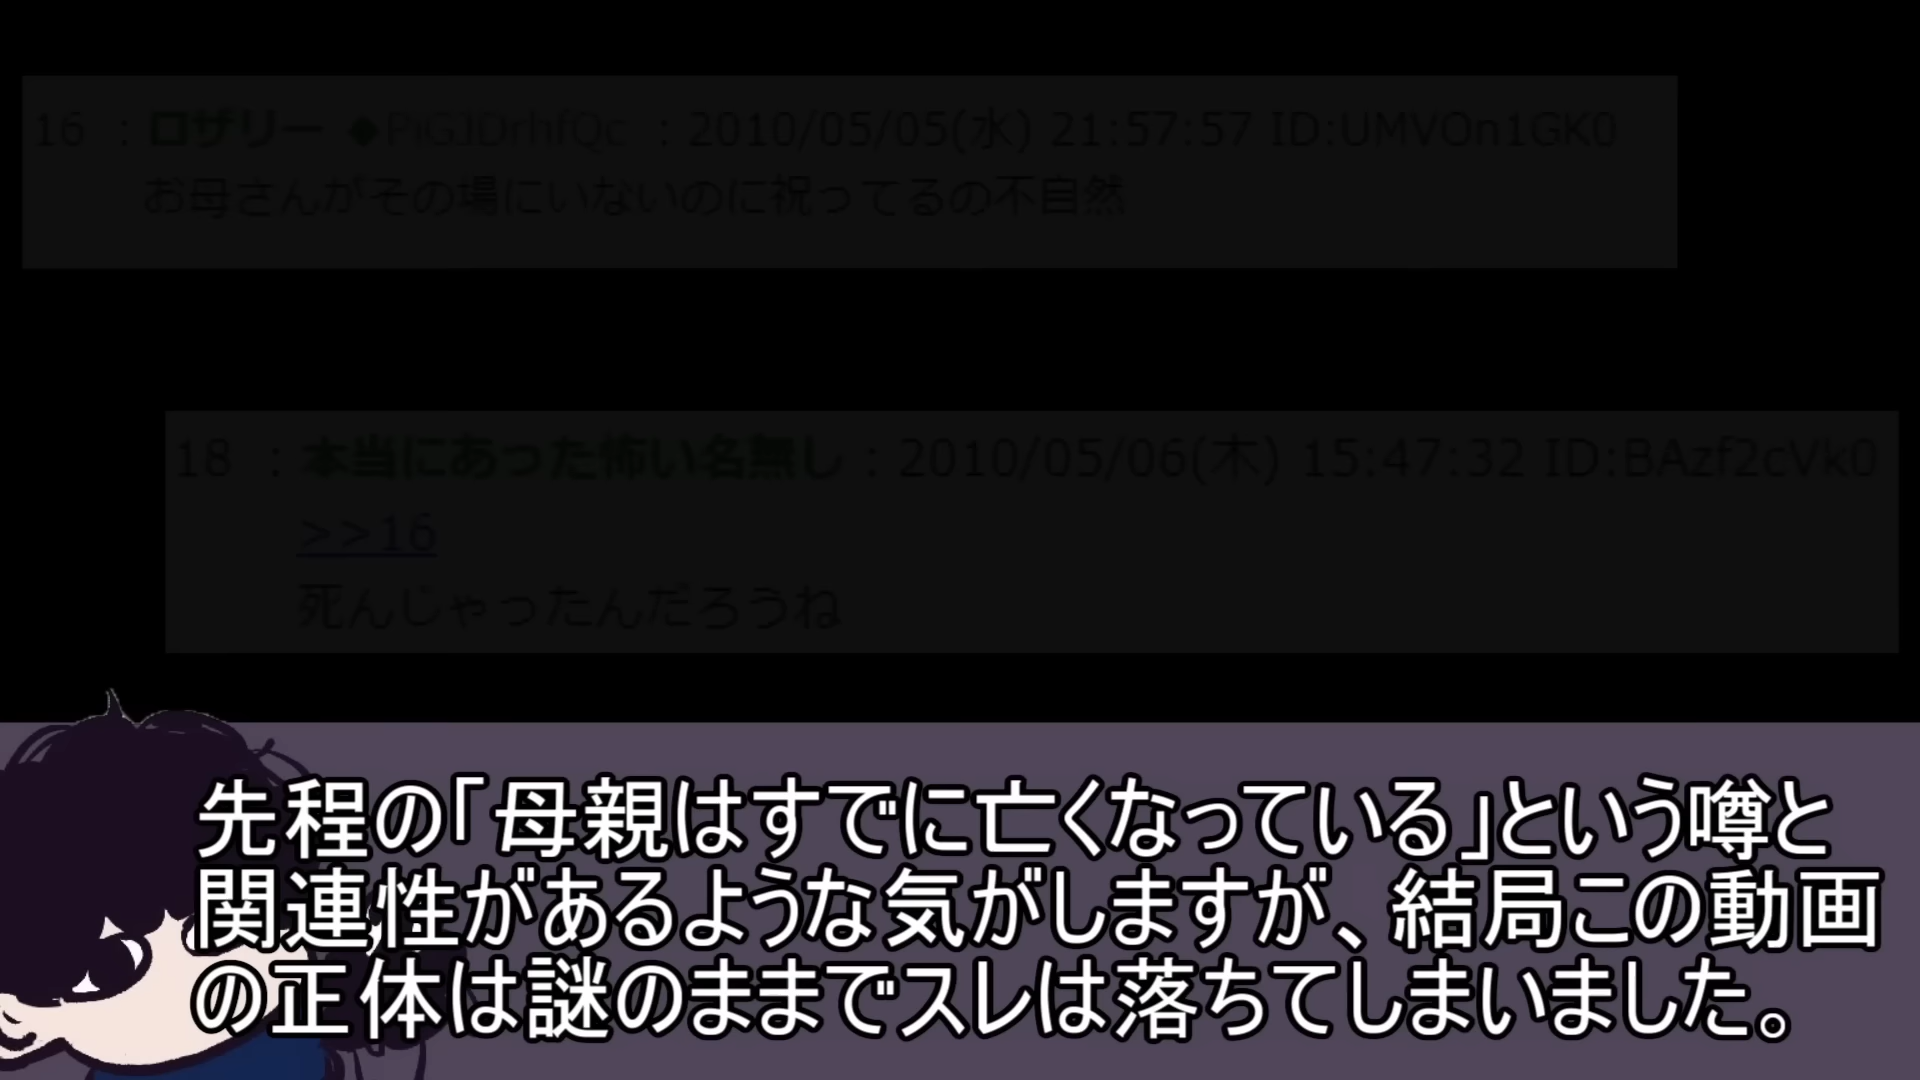 16 ：ロザリー ◆PiGJDrhfQc ：2010/05/05(水) 21:57:57 ID:UMVOn1GK0
お母さんがその場にいないのに祝ってるの不自然
18 ：本当にあった怖い名無し：2010/05/06(木) 15:47:32 ID:BAzf2cVk0
>>16
死んじゃったんだろうね
先程の「母親はすでに亡くなっている」という噂と
関連性があるような気がしますが、結局この動画
の正体は謎のままでスレは落ちてしまいました。